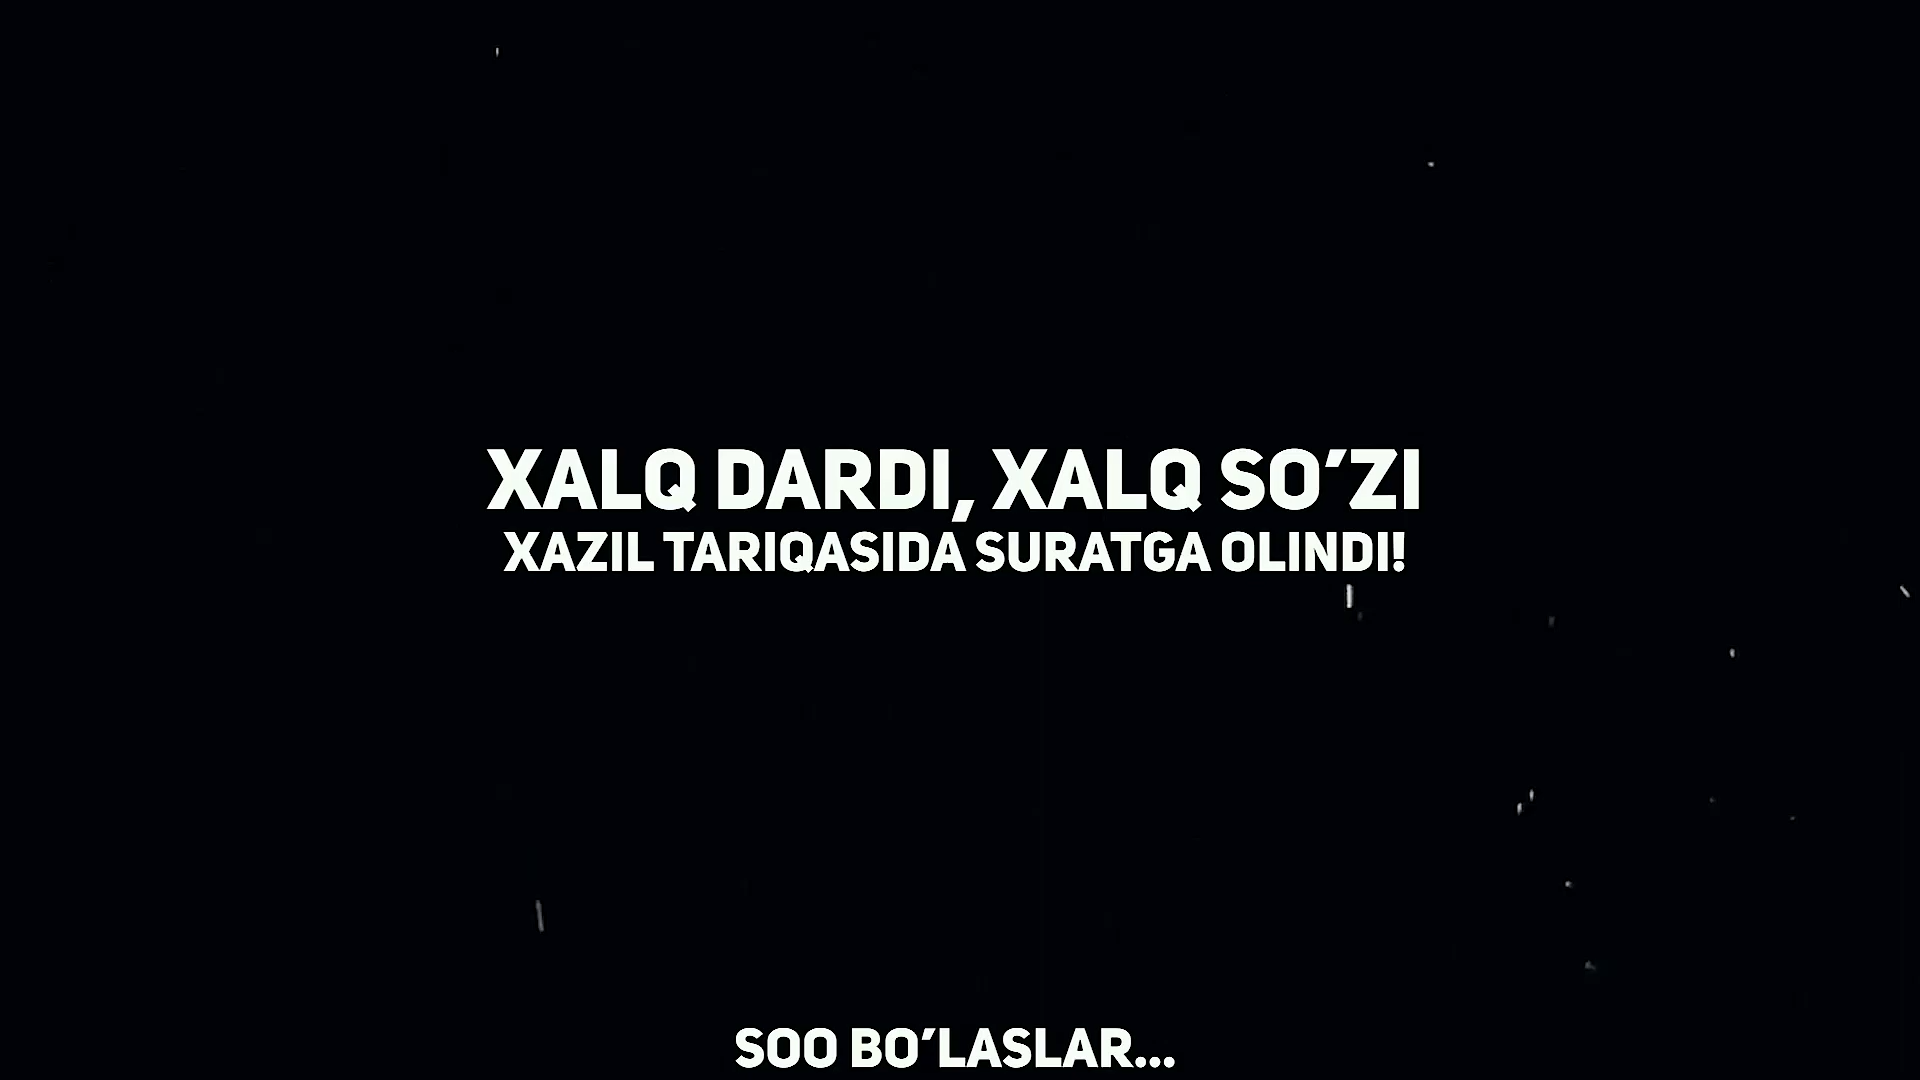 XALQ DARDI, XALQ SO’ZI
XAZIL TARIQASIDA SURATGA OLINDI!
SOO BO’LASLAR...